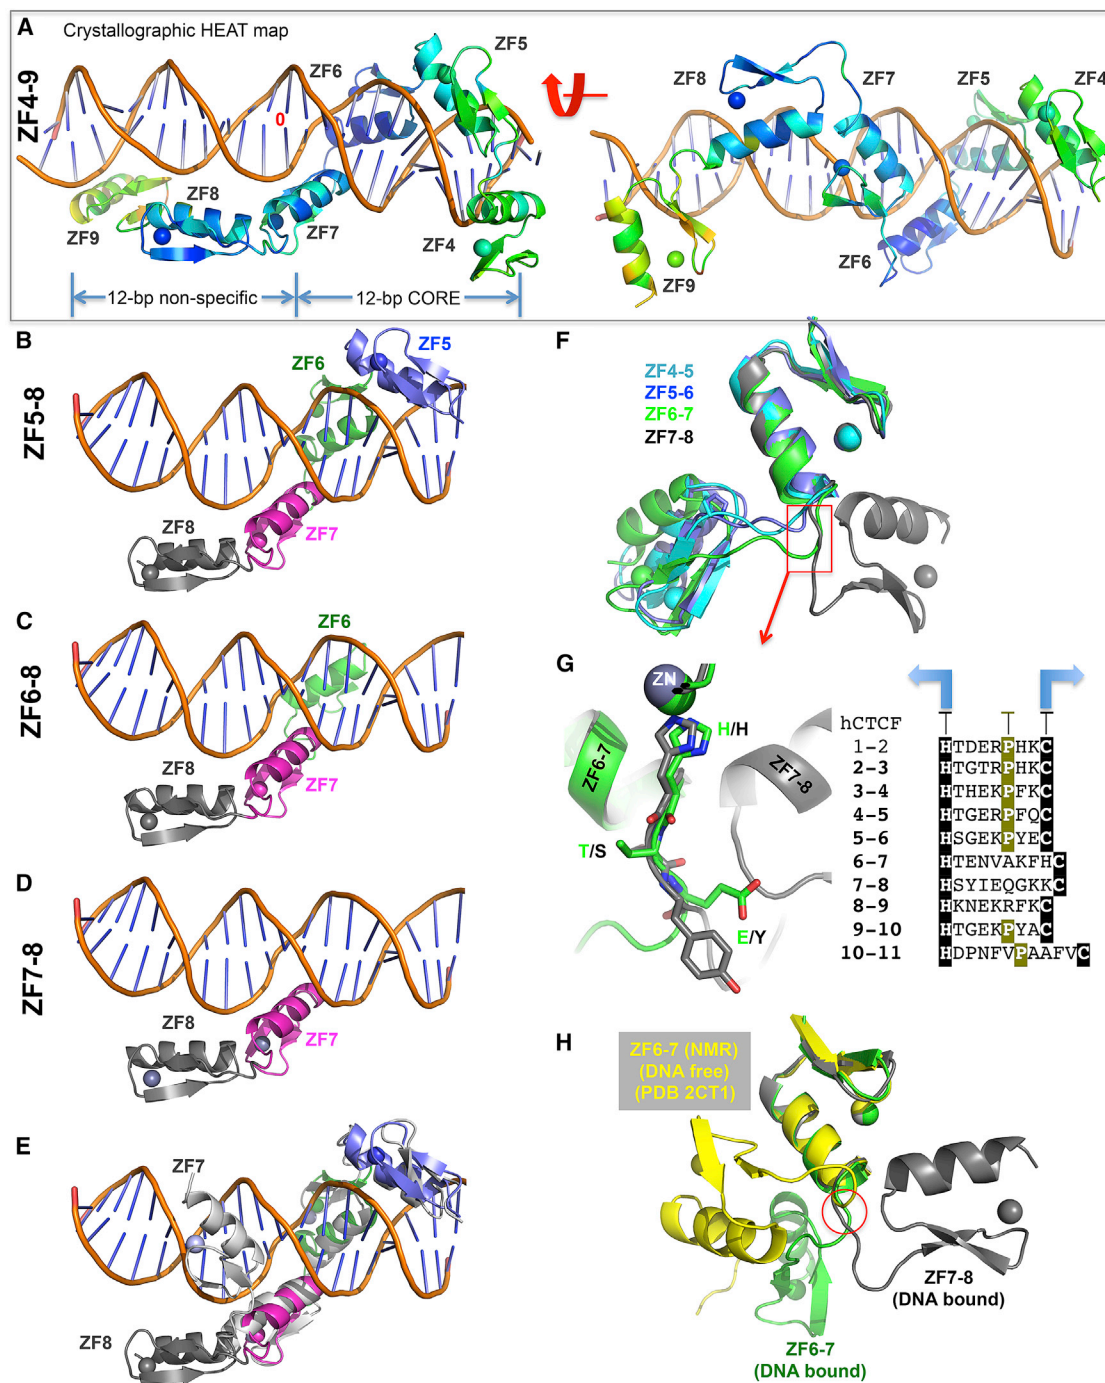 A
Crystallographic HEAT map
ZF4-9
ZF6
ZF5
0
ZF8
ZF9
ZF7
ZF4
12-bp non-specific
12-bp CORE
ZF8
ZF7
ZF5
ZF4
ZF6
ZF9
B
ZF5-8
ZF6
ZF5
ZF8
ZF7
C
ZF6-8
ZF6
ZF8
ZF7
D
ZF7-8
ZF8
ZF7
E
ZF7
ZF8
F
ZF4-5
ZF5-6
ZF6-7
ZF7-8
G
ZN
H/H
ZF6-7
ZF7-8
T/S
E/Y
hCTCF
1-2 HTDERPHKC
2-3 HTGTRPHKC
3-4 HTHEKPFKC
4-5 HTGERPFQC
5-6 HSGEKPYEC
6-7 HTENVAKFHC
7-8 HSYIEQGKKC
8-9 HKNEKRFKC
9-10 HTGEKPYAC
10-11 HDPNFVPAAFVC
H
ZF6-7 (NMR)
(DNA free)
(PDB 2CT1)
ZF7-8
(DNA bound)
ZF6-7
(DNA bound)